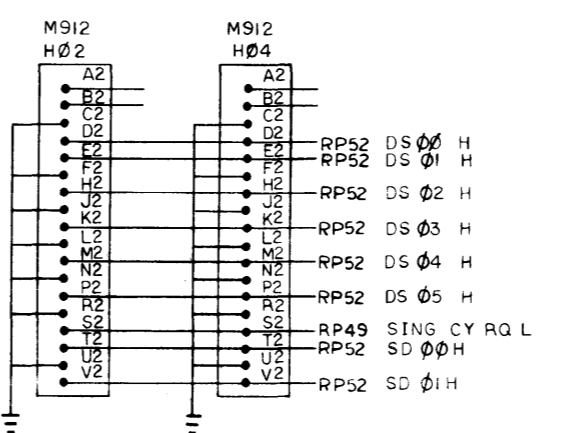 M912 M912
HØ2 HØ4
A2 A2
B2 B2
C2 C2
D2 D2 RP52 DS ØØ H
E2 E2 RP52 DS Ø1 H
F2 F2
H2 H2 RP52 DS Ø2 H
J2 J2
K2 K2 RP52 DS Ø3 H
L2 L2
M2 M2 RP52 DS Ø4 H
N2 N2
P2 P2 RP52 DS Ø5 H
R2 R2
S2 S2 RP49 SING CY RQ L
T2 T2 RP52 SD ØØ H
U2 U2
V2 V2 RP52 SD Ø1 H